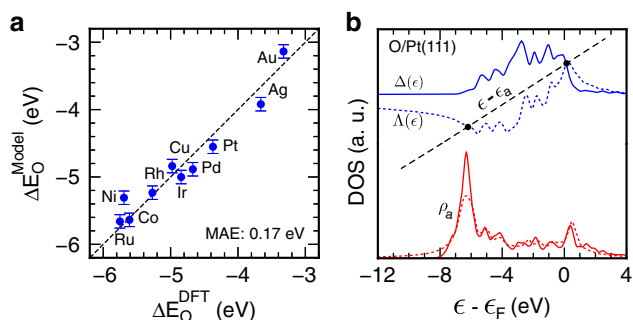 a
ΔE_O^Model (eV)
−3
−4
−5
−6
Au
Ag
Cu
Pt
Rh
Pd
Ni
Ir
Co
Ru
MAE: 0.17 eV
−6 −5 −4 −3
ΔE_O^DFT (eV)
b
DOS (a. u.)
O/Pt(111)
Δ(ϵ)
ϵ - ϵ_a
Λ(ϵ)
ρ_a
−12 −8 −4 0 4
ϵ - ϵ_F (eV)